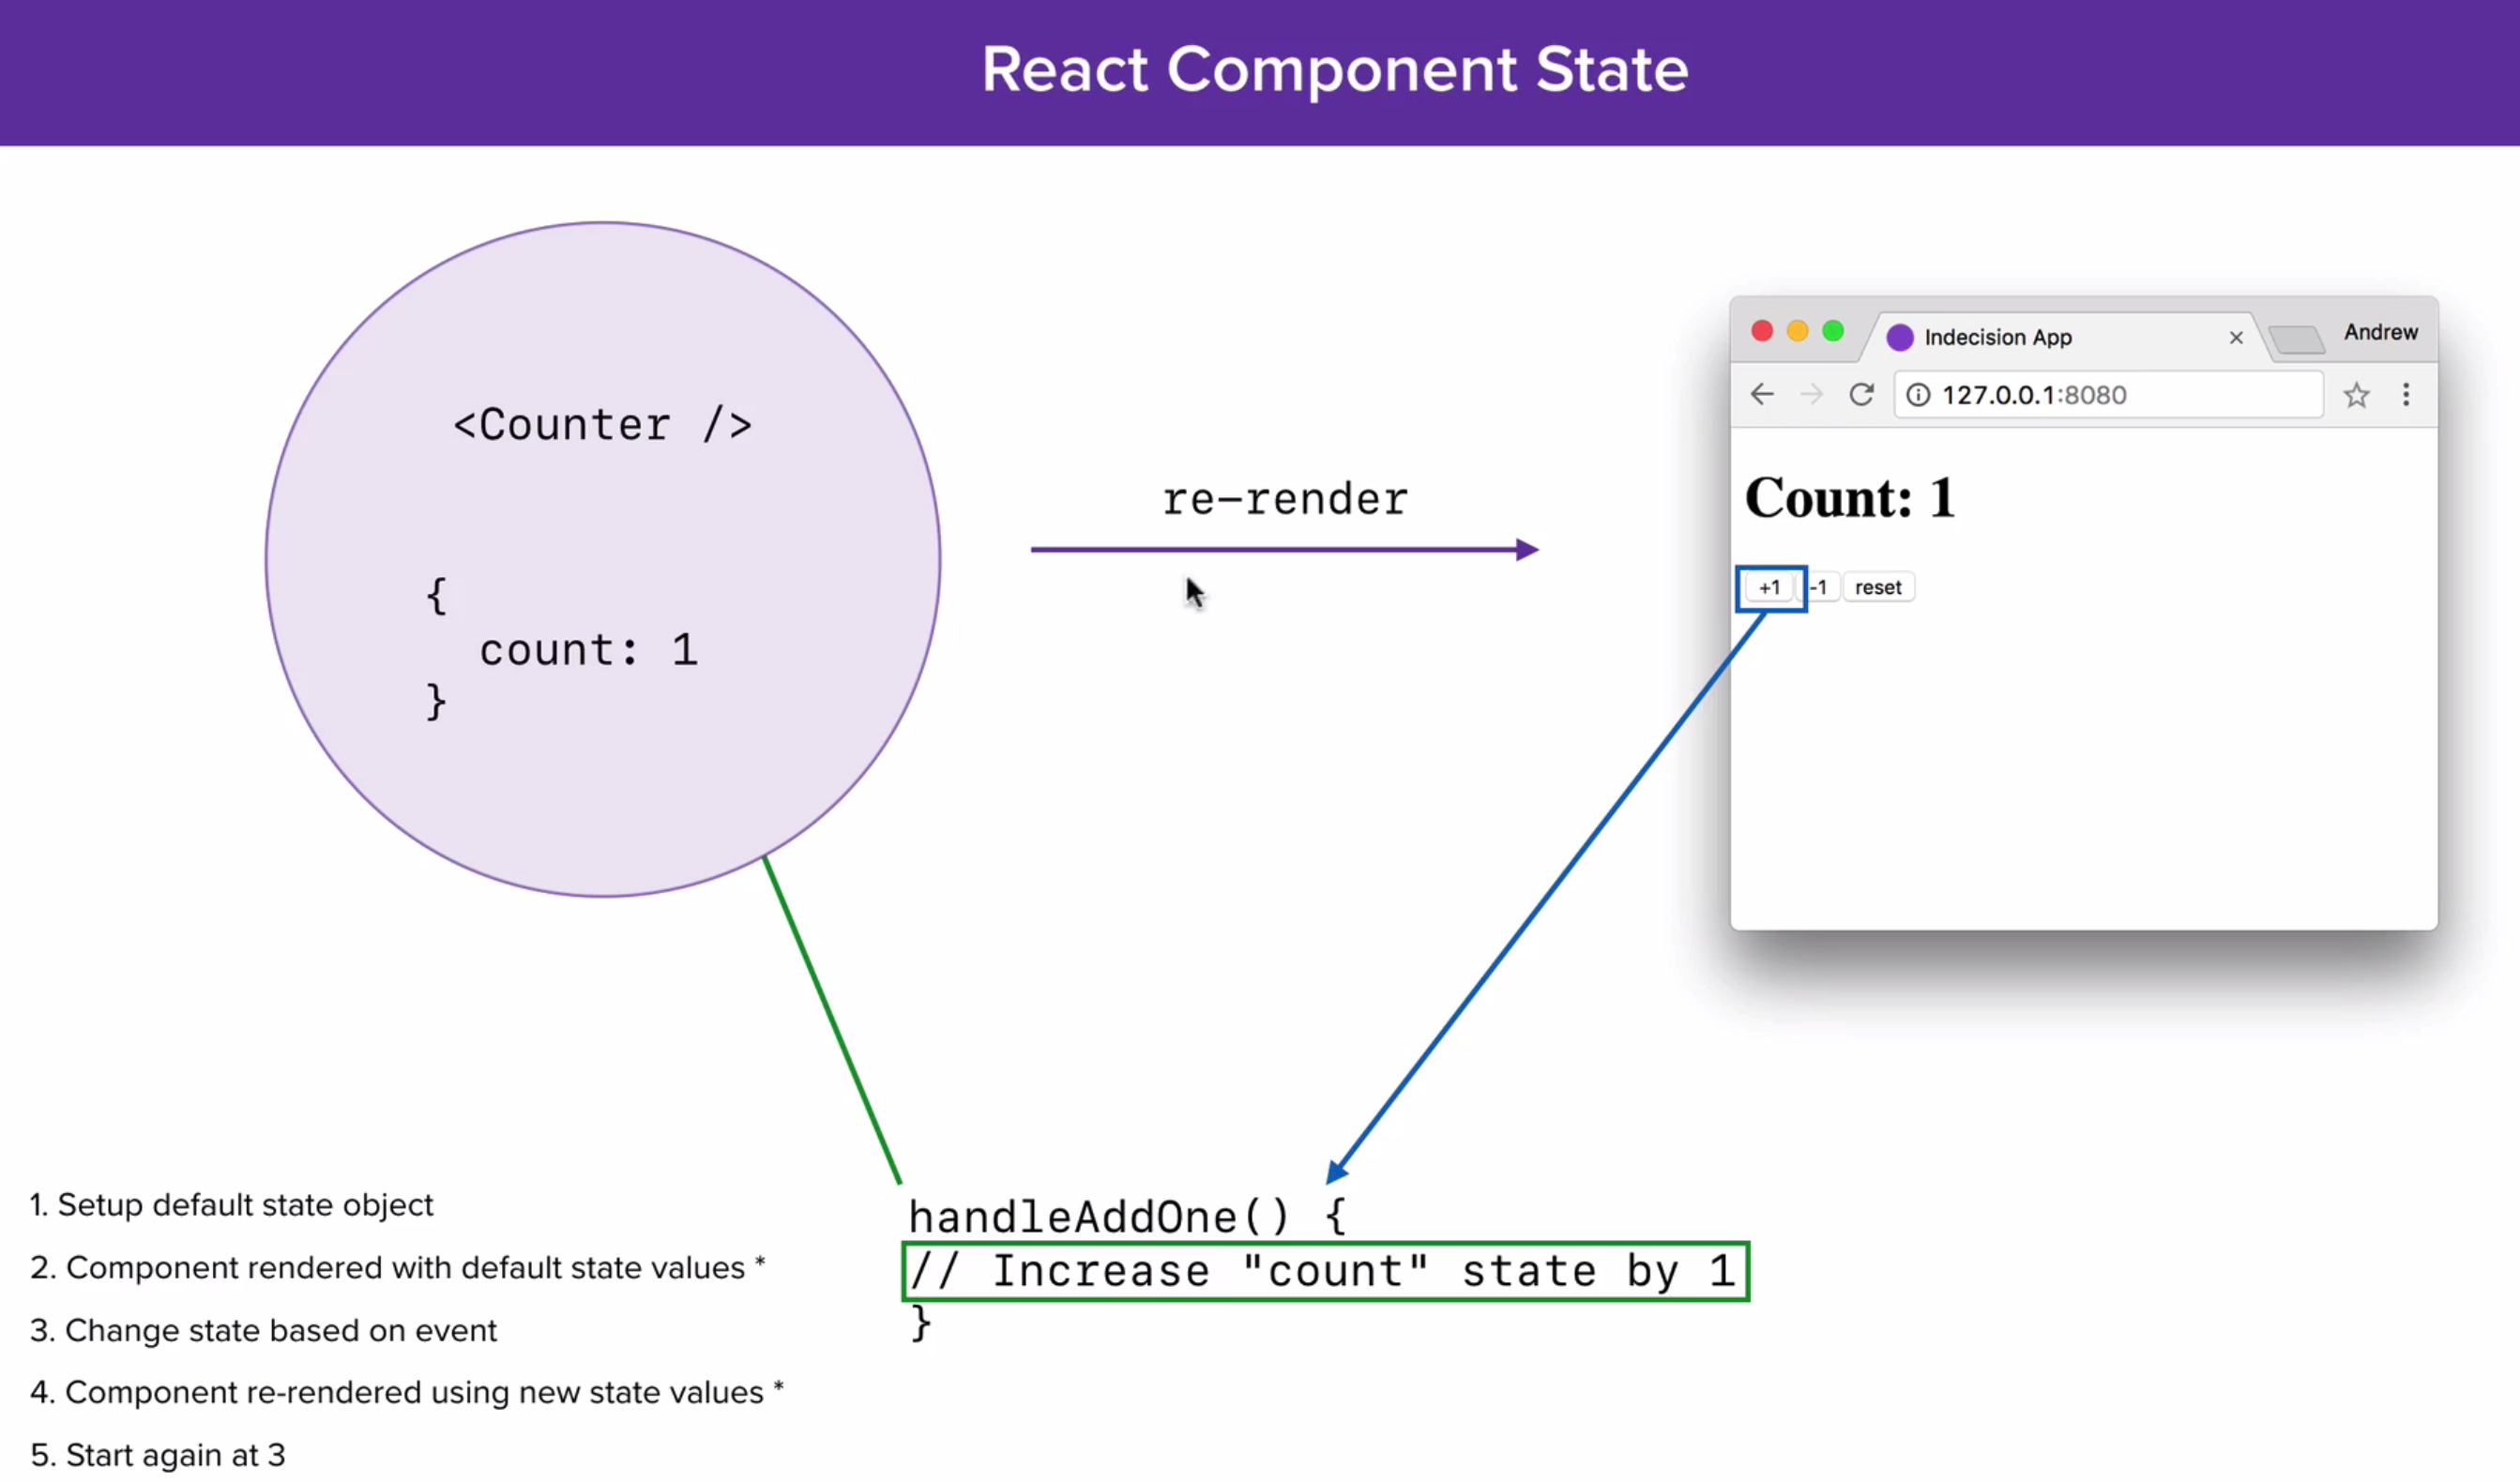 React Component State
<Counter />
{
count: 1
}
re-render
Indecision App
Andrew
127.0.0.1:8080
Count: 1
+1 -1 reset
handleAddOne() {
// Increase "count" state by 1
}
1. Setup default state object
2. Component rendered with default state values *
3. Change state based on event
4. Component re-rendered using new state values *
5. Start again at 3